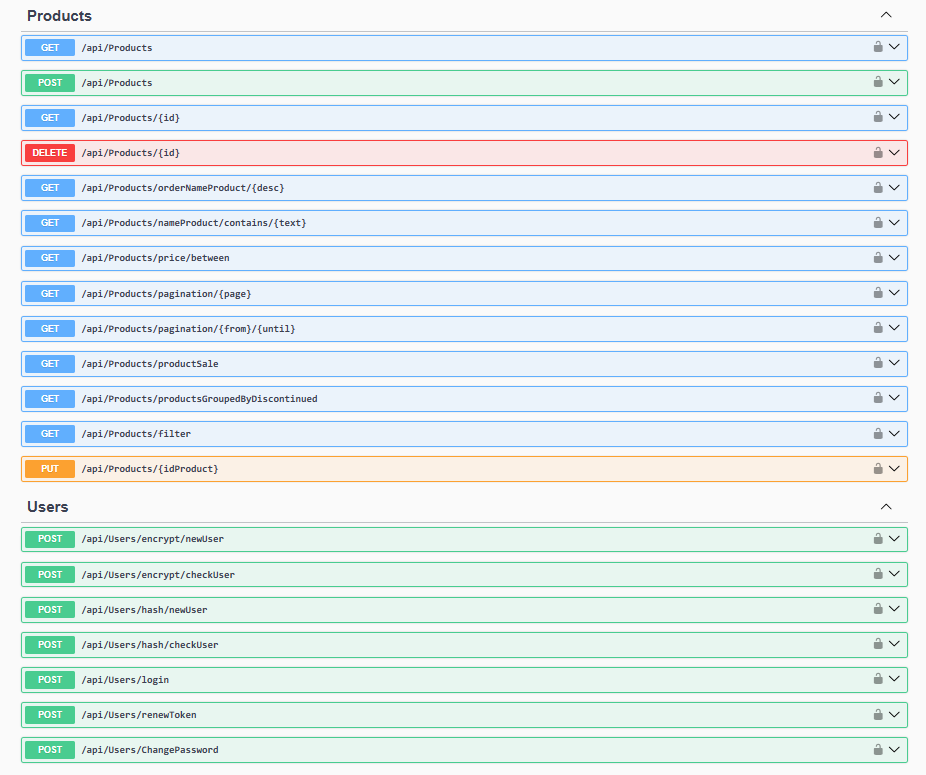 Products
GET /api/Products
POST /api/Products
GET /api/Products/{id}
DELETE /api/Products/{id}
GET /api/Products/orderNameProduct/{desc}
GET /api/Products/nameProduct/contains/{text}
GET /api/Products/price/between
GET /api/Products/pagination/{page}
GET /api/Products/pagination/{from}/{until}
GET /api/Products/productSale
GET /api/Products/productsGroupedByDiscontinued
GET /api/Products/filter
PUT /api/Products/{idProduct}
Users
POST /api/Users/encrypt/newUser
POST /api/Users/encrypt/checkUser
POST /api/Users/hash/newUser
POST /api/Users/hash/checkUser
POST /api/Users/login
POST /api/Users/renewToken
POST /api/Users/ChangePassword